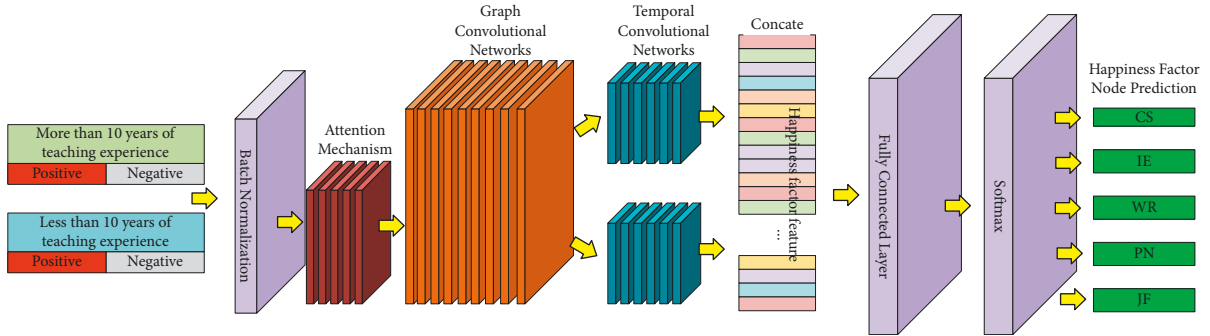 More than 10 years of
teaching experience
Positive
Negative
Less than 10 years of
teaching experience
Positive
Negative
Batch Normalization
Attention
Mechanism
Graph
Convolutional
Networks
Temporal
Convolutional
Networks
Concate
Happiness factor feature
...
Fully Connected Layer
Softmax
Happiness Factor
Node Prediction
CS
IE
WR
PN
JF